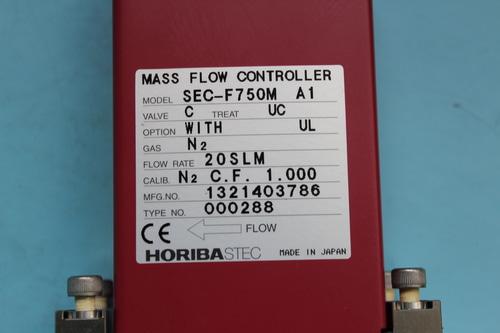 MASS FLOW CONTROLLER
MODEL SEC-F750M A1
VALVE C TREAT UC
OPTION WITH UL
GAS N2
FLOW RATE 20SLM
CALIB. N2 C.F. 1.000
MFG.NO. 1321403786
TYPE NO. 000288
CE FLOW
HORIBASTEC MADE IN JAPAN